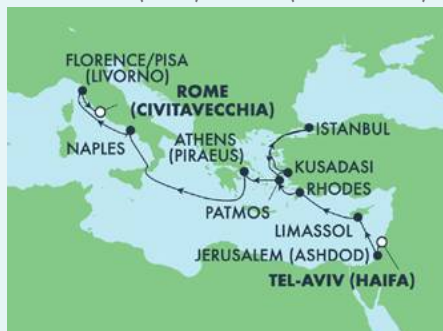 FLORENCE/PISA
(LIVORNO)
ROME
(CIVITAVECCHIA)
ISTANBUL
ATHENS
(PIRAEUS)
NAPLES
KUSADASI
RHODES
PATMOS
LIMASSOL
JERUSALEM (ASHDOD)
TEL-AVIV (HAIFA)